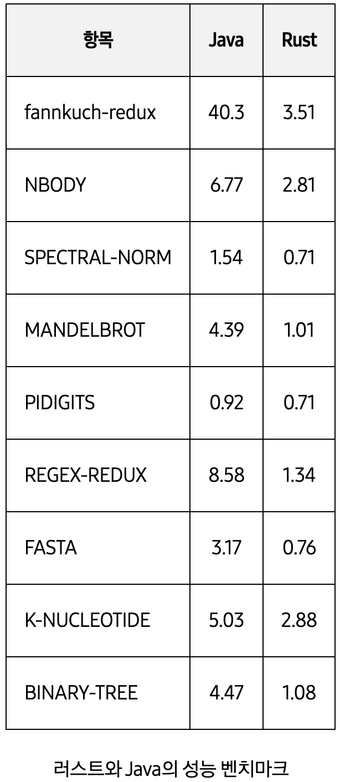 항목 Java Rust
fannkuch-redux 40.3 3.51
NBODY 6.77 2.81
SPECTRAL-NORM 1.54 0.71
MANDELBROT 4.39 1.01
PIDIGITS 0.92 0.71
REGEX-REDUX 8.58 1.34
FASTA 3.17 0.76
K-NUCLEOTIDE 5.03 2.88
BINARY-TREE 4.47 1.08
러스트와 Java의 성능 벤치마크